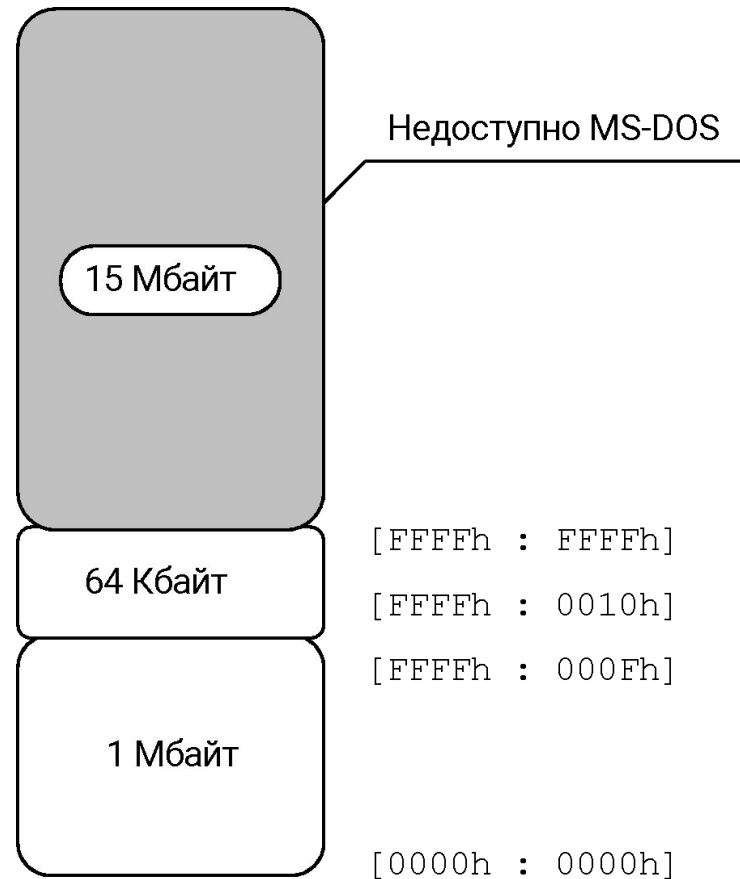 Недоступно MS-DOS
15 Мбайт
[FFFFh : FFFFh]
64 Кбайт
[FFFFh : 0010h]
[FFFFh : 000Fh]
1 Мбайт
[0000h : 0000h]